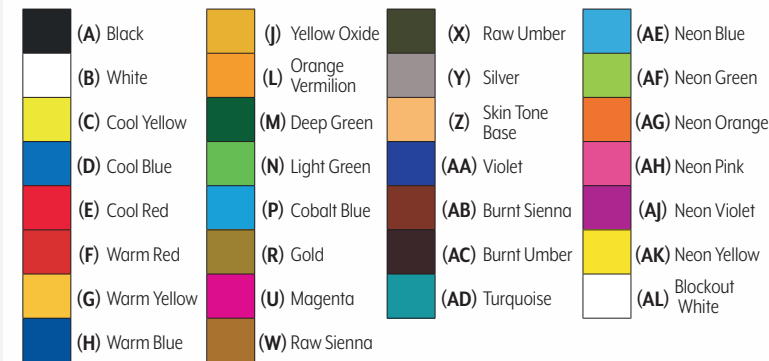 (A) Black
(B) White
(C) Cool Yellow
(D) Cool Blue
(E) Cool Red
(F) Warm Red
(G) Warm Yellow
(H) Warm Blue
(J) Yellow Oxide
(L) Orange
Vermilion
(M) Deep Green
(N) Light Green
(P) Cobalt Blue
(R) Gold
(U) Magenta
(W) Raw Sienna
(X) Raw Umber
(Y) Silver
(Z) Skin Tone
Base
(AA) Violet
(AB) Burnt Sienna
(AC) Burnt Umber
(AD) Turquoise
(AE) Neon Blue
(AF) Neon Green
(AG) Neon Orange
(AH) Neon Pink
(AJ) Neon Violet
(AK) Neon Yellow
(AL) Blockout
White